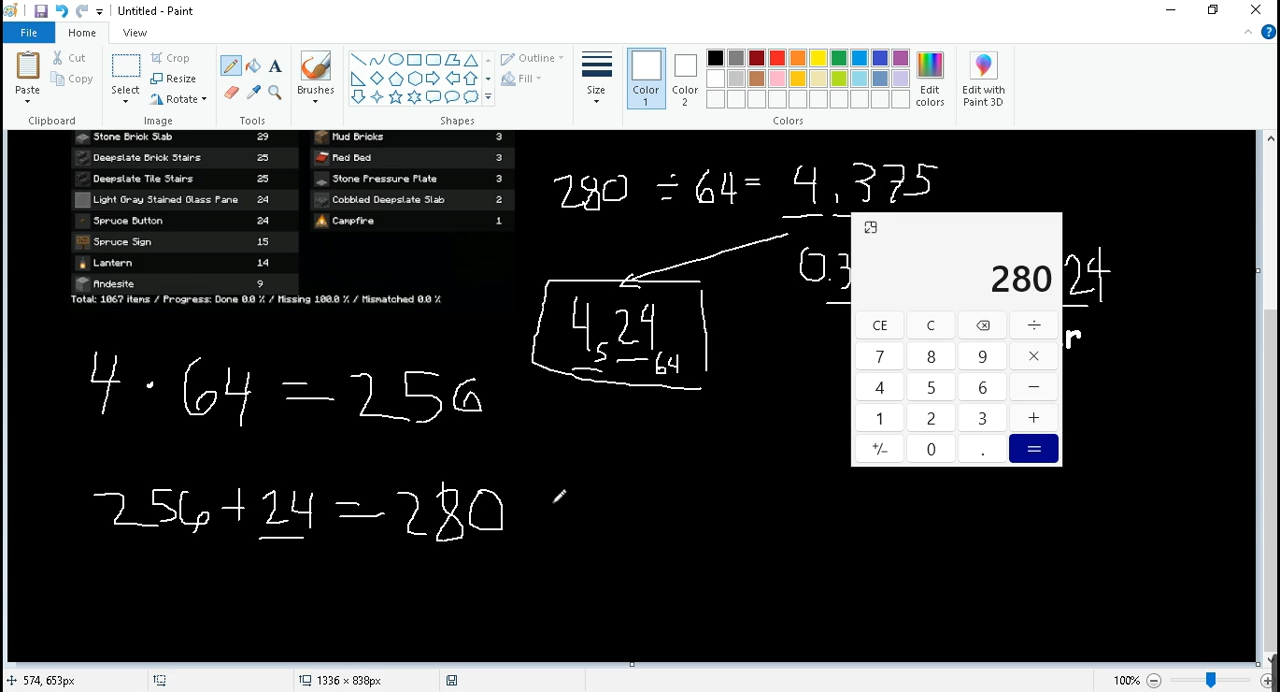 Untitled - Paint
File Home View
Paste
Cut
Copy
Clipboard
Select
Crop
Resize
Rotate
Image
Tools
Brushes
Shapes
Outline
Fill
Size
Color 1
Color 2
Edit colors
Colors
Edit with Paint 3D
Stone Brick Slab 29
Deepslate Brick Stairs 25
Deepslate Tile Stairs 25
Light Gray Stained Glass Pane 24
Spruce Button 24
Spruce Sign 15
Lantern 14
Andesite 9
Mud Bricks 3
Red Bed 3
Stone Pressure Plate 3
Cobbled Deepslate Slab 2
Campfire 1
Total: 1067 items / Progress: Done 0.0 % / Missing 100.0 % / Mismatched 0.0 %
280 ÷ 64 = 4.375
0.3
24
r
4 5 24 64
4 · 64 = 256
256 + 24 = 280
280
CE C ⌫ ÷
7 8 9 ×
4 5 6 −
1 2 3 +
+/− 0 . =
574, 653px
1336 × 838px
100%